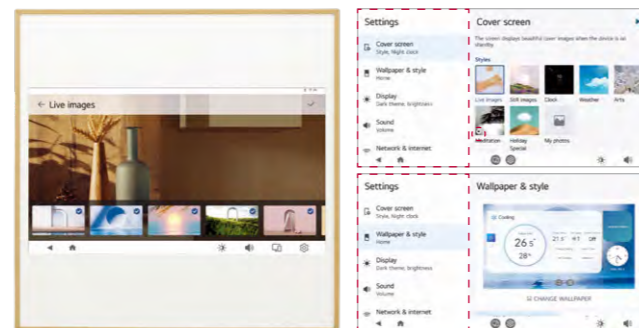 ← Live images
Settings
Cover screen
Style, Night clock
Wallpaper & style
Home
Display
Dark theme, brightness
Sound
Volume
Network & internet
Cover screen
The screen displays beautiful cover images when the device is on standby.
Styles
Live images
Still images
Clock
Weather
Arts
Meditation
Holiday Special
My photos
Settings
Cover screen
Style, Night clock
Wallpaper & style
Home
Display
Dark theme, brightness
Sound
Volume
Network & internet
Wallpaper & style
Cooling
26.5°
28°
CHANGE WALLPAPER